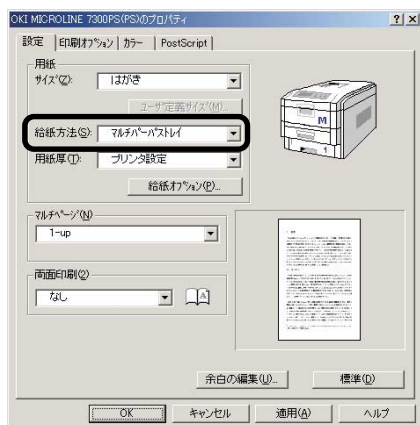 OKI MICROLINE 7300PS(PS)のプロパティ
設定 印刷オプション カラー PostScript
用紙
サイズ(Z): はがき
ユーザ定義サイズ(M)...
給紙方法(S): マルチパーパストレイ
用紙厚(T): プリンタ設定
給紙オプション(P)...
M
1
マルチページ(N)
1-up
両面印刷(2)
なし
A
余白の編集(U)...
標準(D)
OK キャンセル 適用(A) ヘルプ